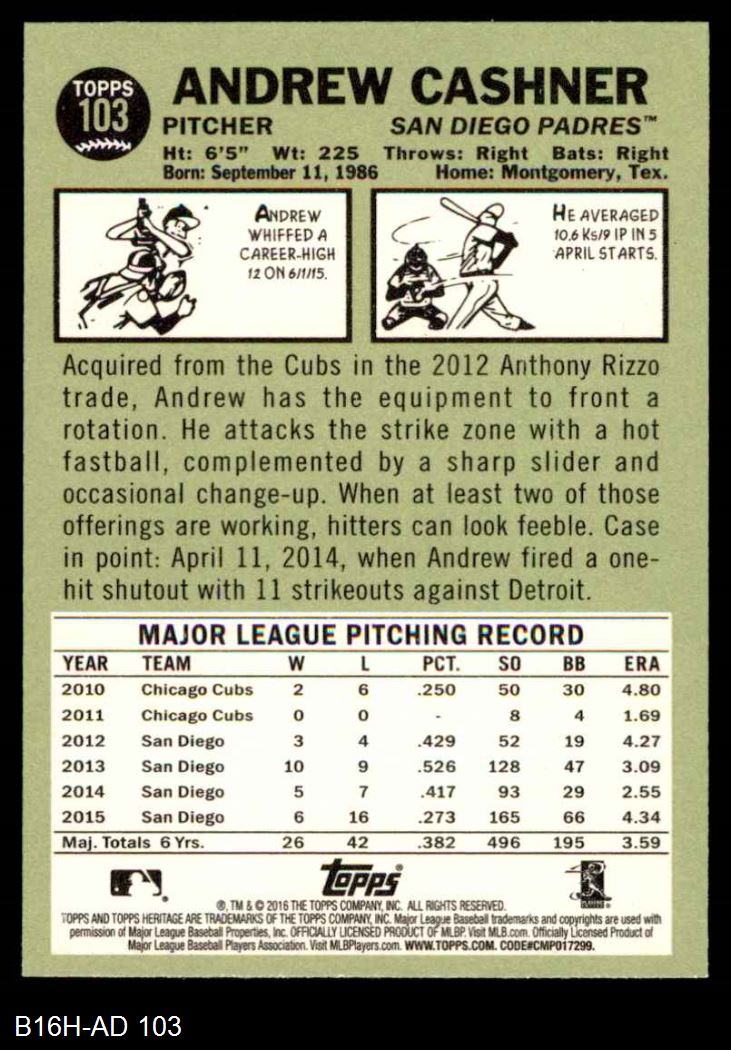 TOPPS
103
ANDREW CASHNER
PITCHER SAN DIEGO PADRES™
Ht: 6'5" Wt: 225 Throws: Right Bats: Right
Born: September 11, 1986 Home: Montgomery, Tex.
ANDREW
WHIFFED A
CAREER-HIGH
12 ON 6/1/15.
HE AVERAGED
10.6 Ks/9 IP IN 5
APRIL STARTS.
Acquired from the Cubs in the 2012 Anthony Rizzo
trade, Andrew has the equipment to front a
rotation. He attacks the strike zone with a hot
fastball, complemented by a sharp slider and
occasional change-up. When at least two of those
offerings are working, hitters can look feeble. Case
in point: April 11, 2014, when Andrew fired a one-
hit shutout with 11 strikeouts against Detroit.
MAJOR LEAGUE PITCHING RECORD
YEAR TEAM W L PCT. SO BB ERA
2010 Chicago Cubs 2 6 .250 50 30 4.80
2011 Chicago Cubs 0 0 - 8 4 1.69
2012 San Diego 3 4 .429 52 19 4.27
2013 San Diego 10 9 .526 128 47 3.09
2014 San Diego 5 7 .417 93 29 2.55
2015 San Diego 6 16 .273 165 66 4.34
Maj. Totals 6 Yrs. 26 42 .382 496 195 3.59
topps®
®, TM & © 2016 THE TOPPS COMPANY, INC. ALL RIGHTS RESERVED.
TOPPS AND TOPPS HERITAGE ARE TRADEMARKS OF THE TOPPS COMPANY, INC. Major League Baseball trademarks and copyrights are used with
permission of Major League Baseball Properties, Inc. OFFICIALLY LICENSED PRODUCT OF MLBP. Visit MLB.com. Officially Licensed Product of
Major League Baseball Players Association. Visit MLBPlayers.com. WWW.TOPPS.COM. CODE#CMP017299.
B16H-AD 103